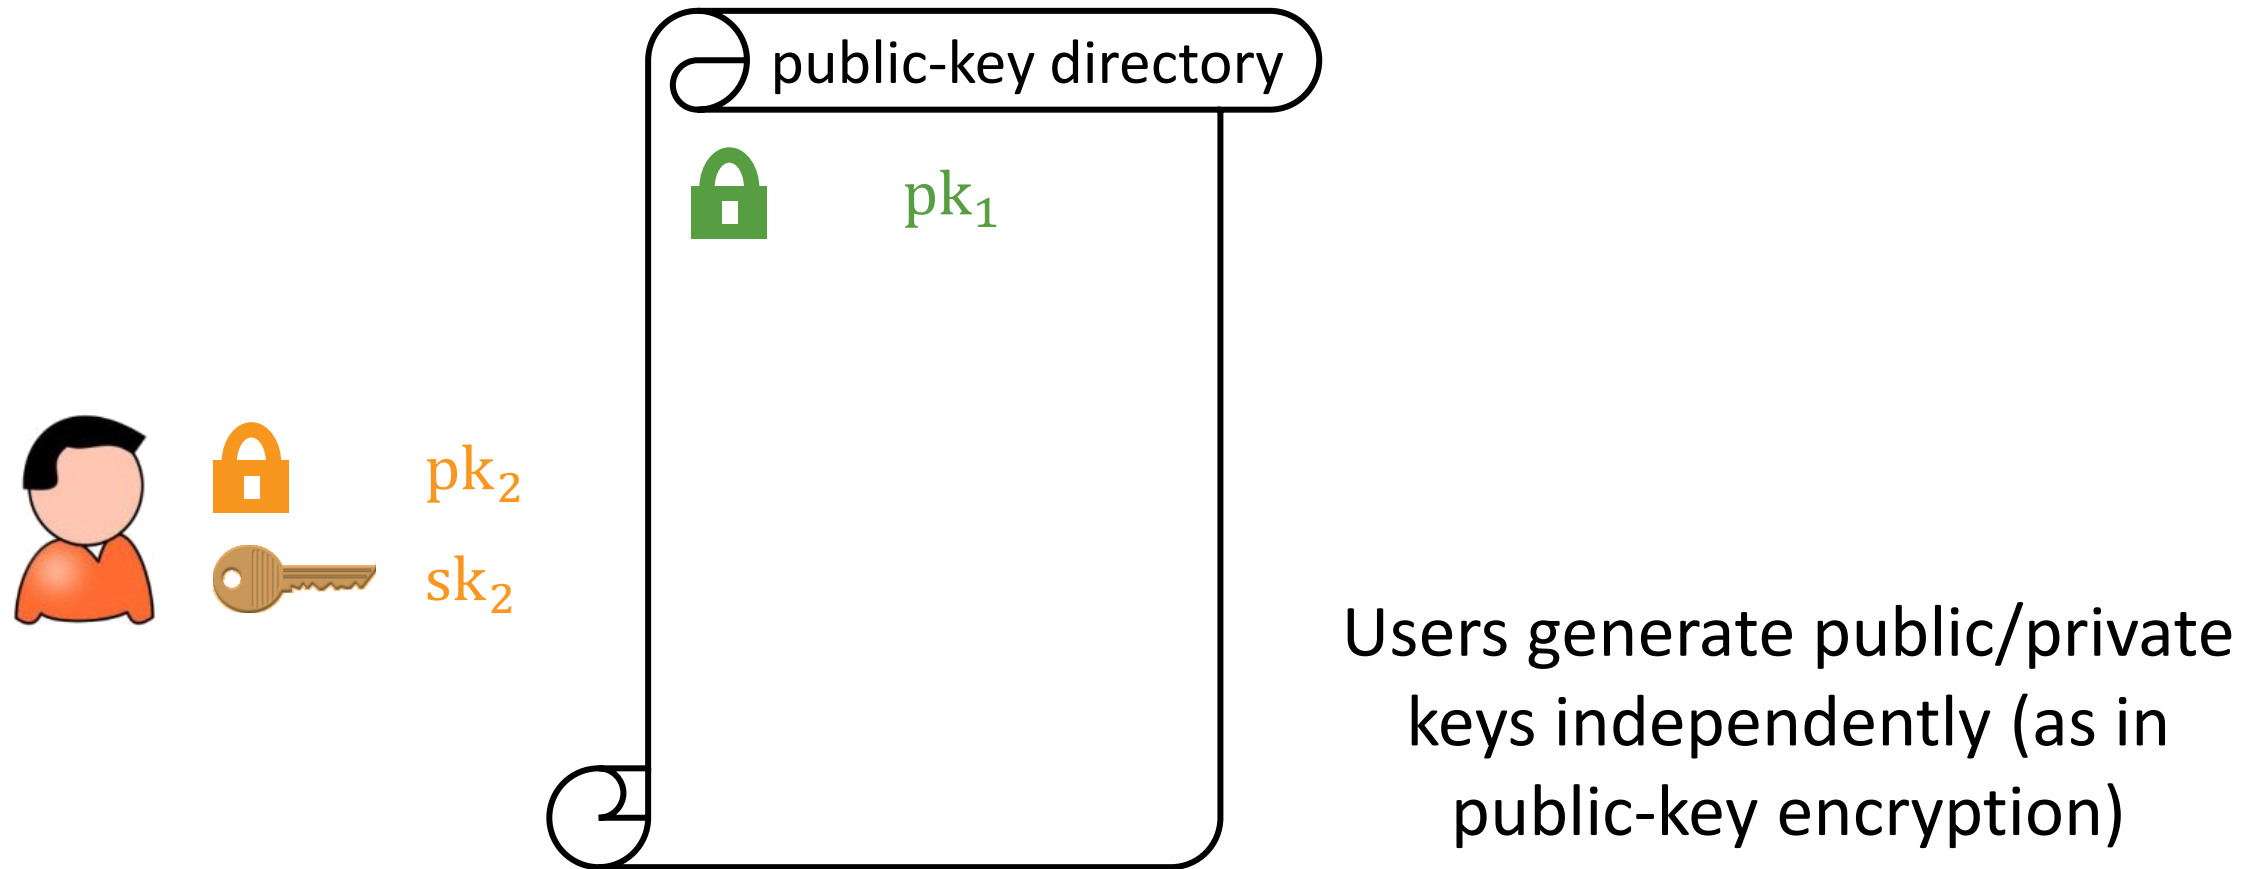 public-key directory
pk₁
pk₂
sk₂
Users generate public/private
keys independently (as in
public-key encryption)